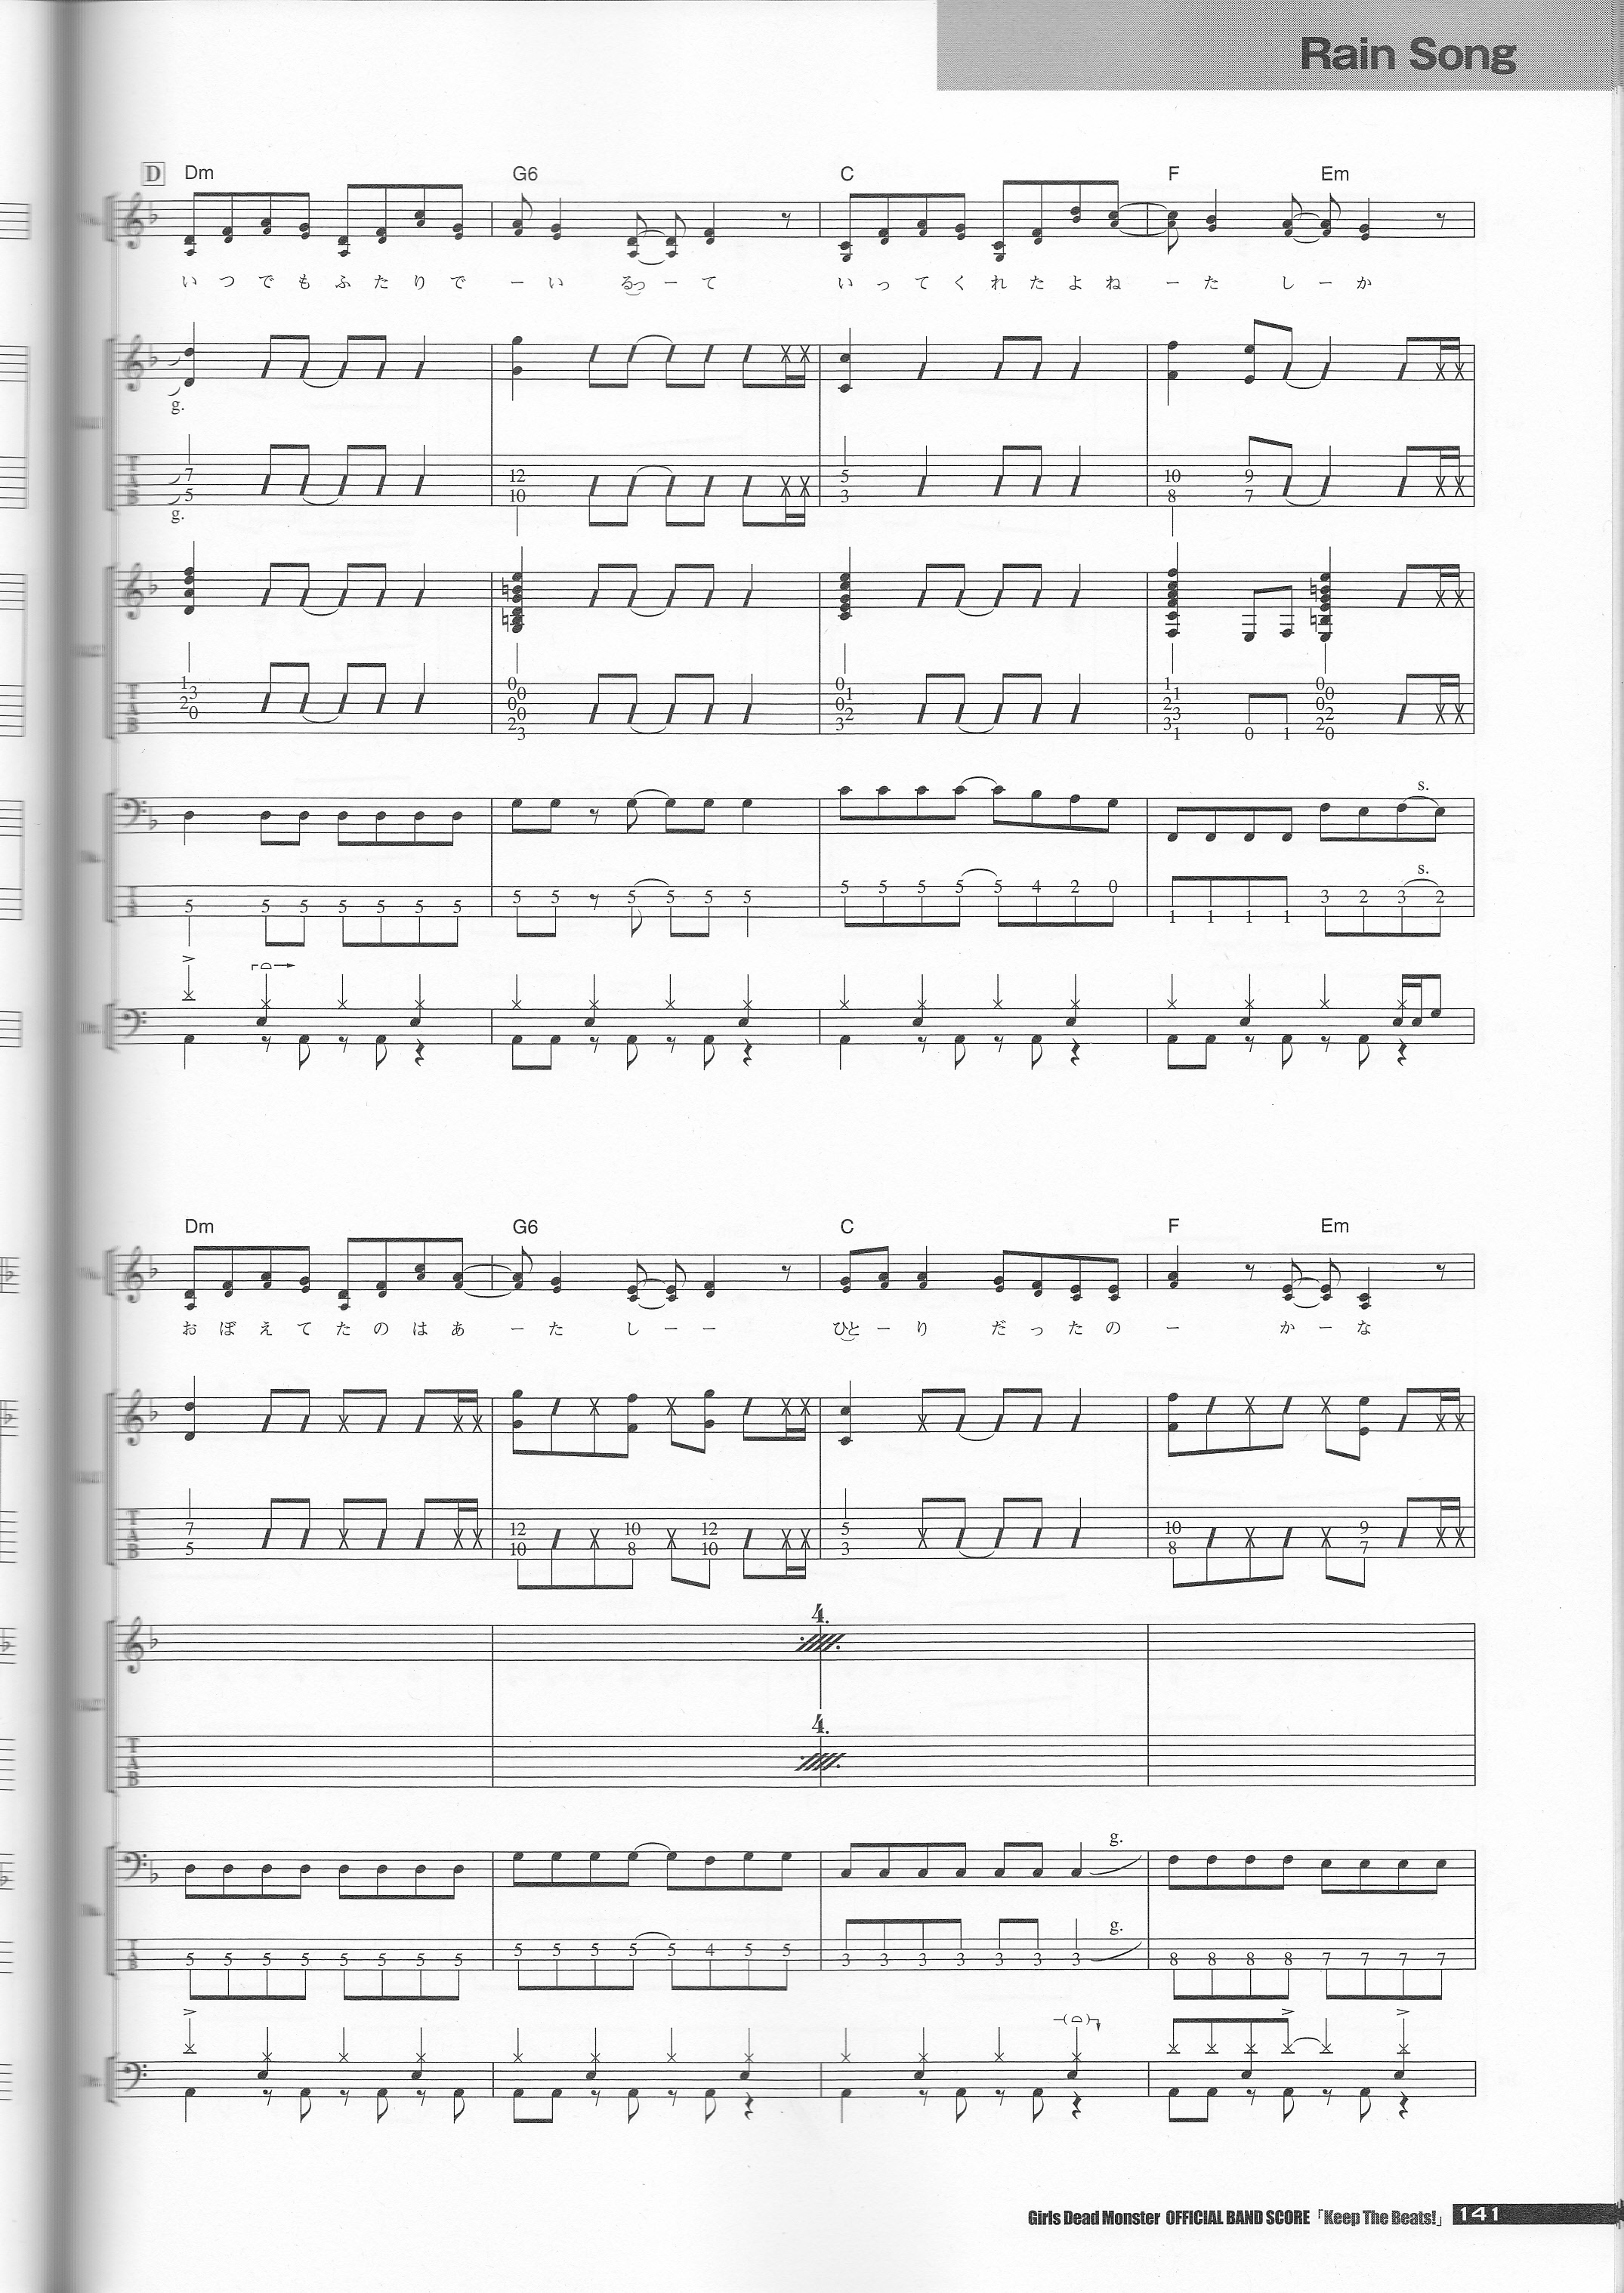 Rain Song
D Dm G6 C F Em
いつでもふたりで ーい るっーて いってくれたよね ーた しーか
g.
T 7 12 5 10 9
A
B 5 10 3 8 7
g.
T 1 3 0 0 0 1 1 1 0 0
A 2 0 0 0 0 2 2 3 0 2
B 2 3 3 3 1 0 1 2 0
s.
s.
T
A 5 5 5 5 5 5 5 5 5 5 5 5 5 5 5 5 5 5 4 2 0 3 2 3 2
B 1 1 1 1
Dm G6 C F Em
おぼえてたのはあ ーた しーー ひとーり だったの ー かーな
T 7 12 10 12 5 10 9
A
B 5 10 8 10 3 8 7
4.
4.
T
A
B
g.
g.
T
A 5 5 5 5 5 5 5 5 5 5 5 5 5 4 5 5 3 3 3 3 3 3 3 8 8 8 8 7 7 7 7
B
Girls Dead Monster OFFICIAL BAND SCORE「Keep The Beats!」 141